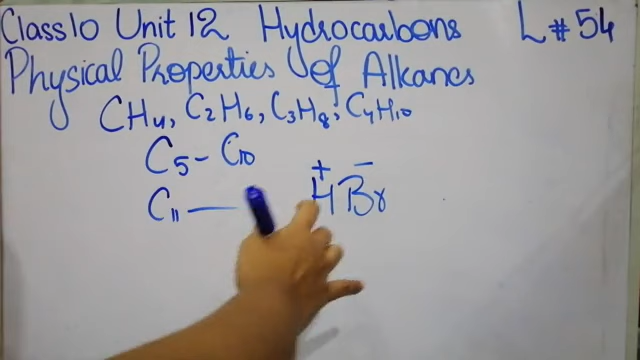 Class10 Unit 12 Hydrocarbons L # 54
Physical Properties Of Alkanes
CH4, C2H6, C3H8, C4H10
C5 - C10
C11 —
+ −
HBr